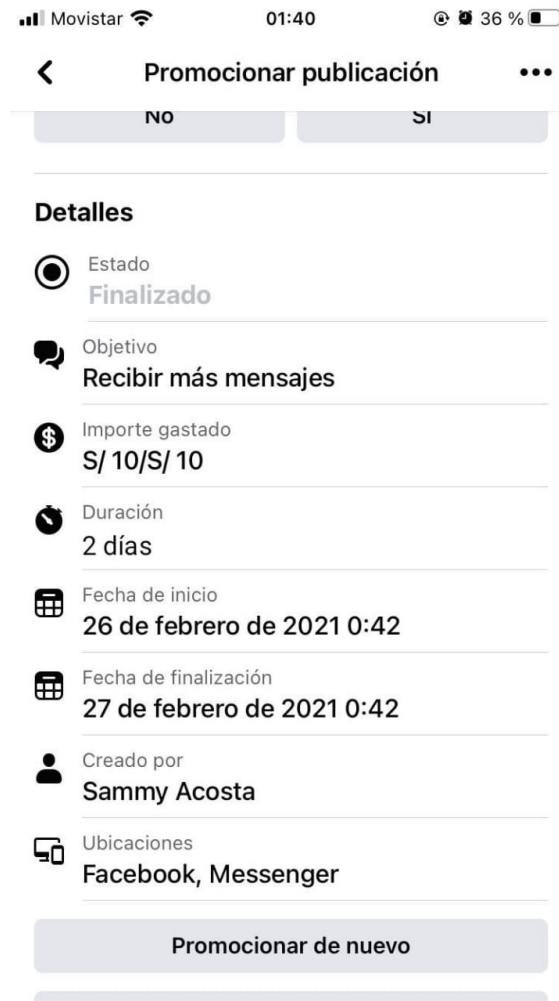 Movistar 01:40 36 %
Promocionar publicación
No Sí
Detalles
Estado
Finalizado
Objetivo
Recibir más mensajes
Importe gastado
S/ 10/S/ 10
Duración
2 días
Fecha de inicio
26 de febrero de 2021 0:42
Fecha de finalización
27 de febrero de 2021 0:42
Creado por
Sammy Acosta
Ubicaciones
Facebook, Messenger
Promocionar de nuevo